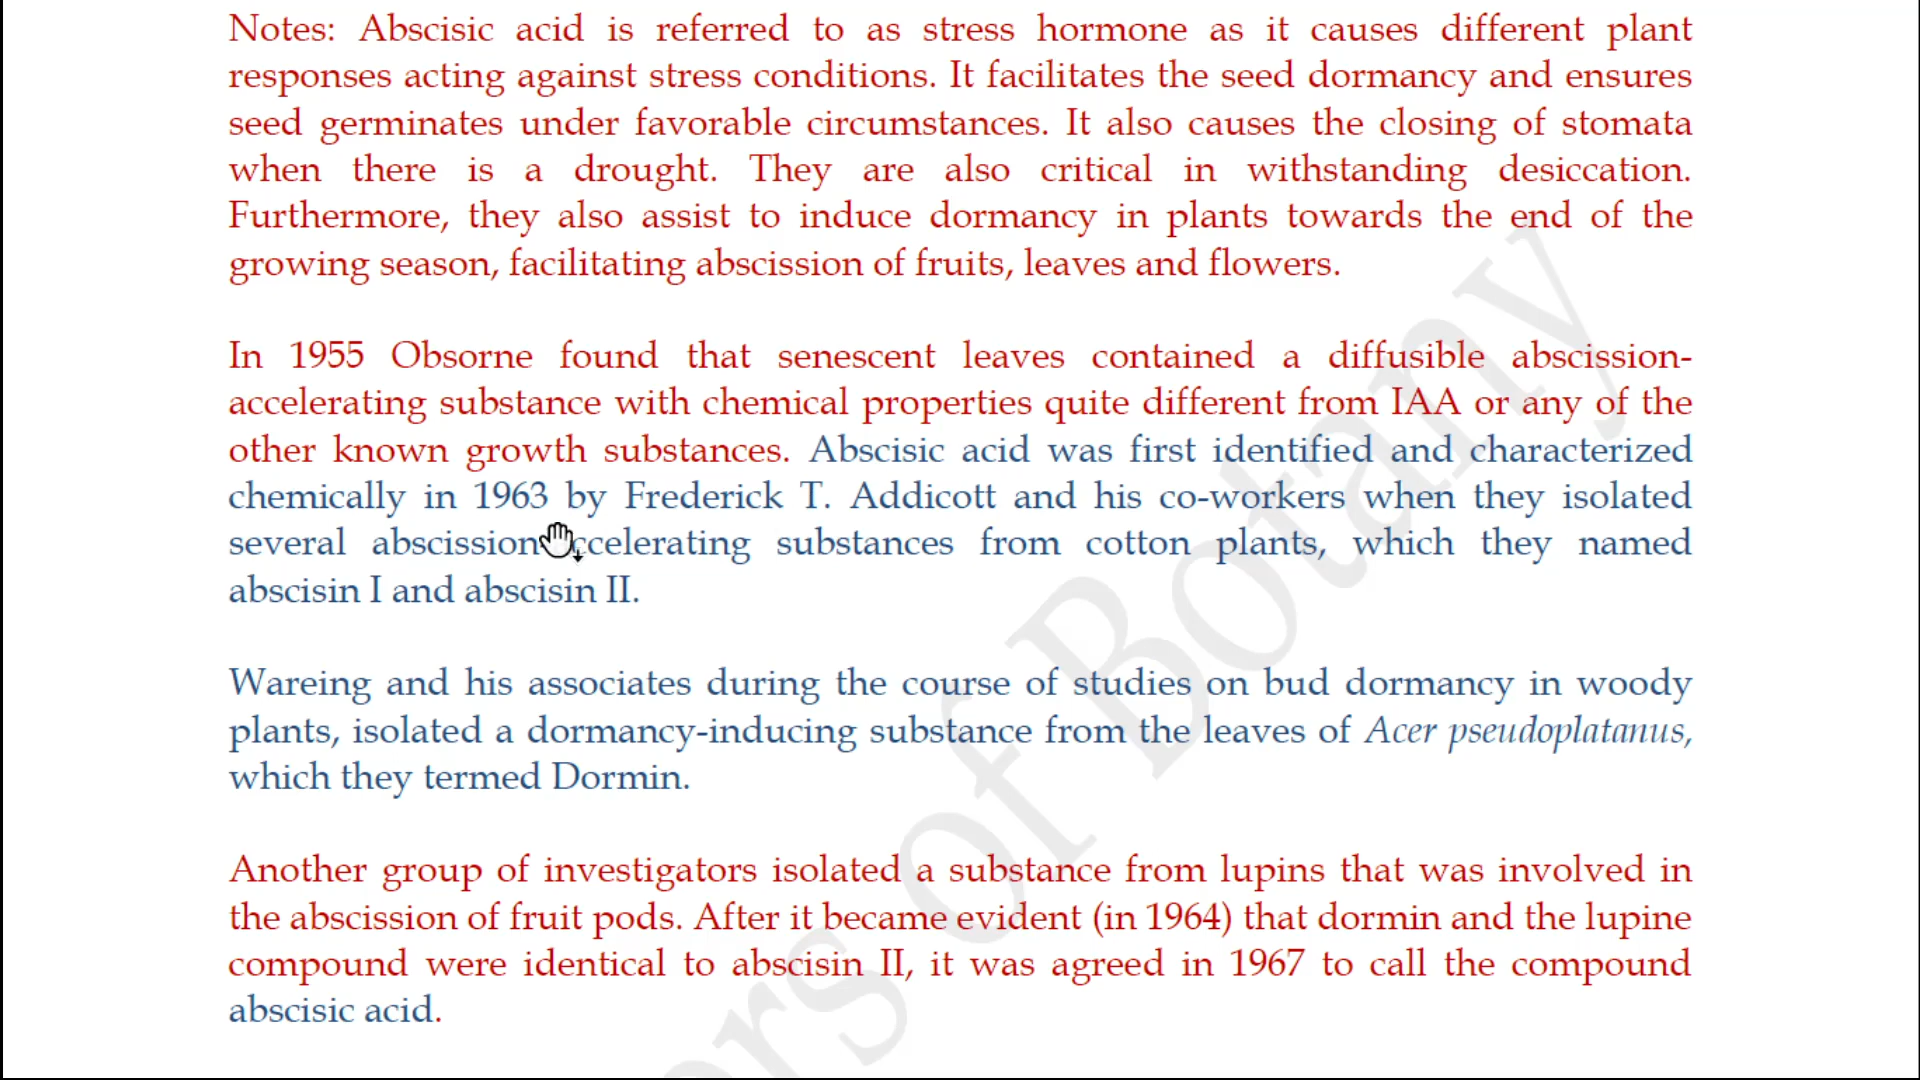 Notes: Abscisic acid is referred to as stress hormone as it causes different plant
responses acting against stress conditions. It facilitates the seed dormancy and ensures
seed germinates under favorable circumstances. It also causes the closing of stomata
when there is a drought. They are also critical in withstanding desiccation.
Furthermore, they also assist to induce dormancy in plants towards the end of the
growing season, facilitating abscission of fruits, leaves and flowers.
In 1955 Obsorne found that senescent leaves contained a diffusible abscission-
accelerating substance with chemical properties quite different from IAA or any of the
other known growth substances. Abscisic acid was first identified and characterized
chemically in 1963 by Frederick T. Addicott and his co-workers when they isolated
several abscission ccelerating substances from cotton plants, which they named
abscisin I and abscisin II.
Wareing and his associates during the course of studies on bud dormancy in woody
plants, isolated a dormancy-inducing substance from the leaves of Acer pseudoplatanus,
which they termed Dormin.
Another group of investigators isolated a substance from lupins that was involved in
the abscission of fruit pods. After it became evident (in 1964) that dormin and the lupine
compound were identical to abscisin II, it was agreed in 1967 to call the compound
abscisic acid.
ers of Botany